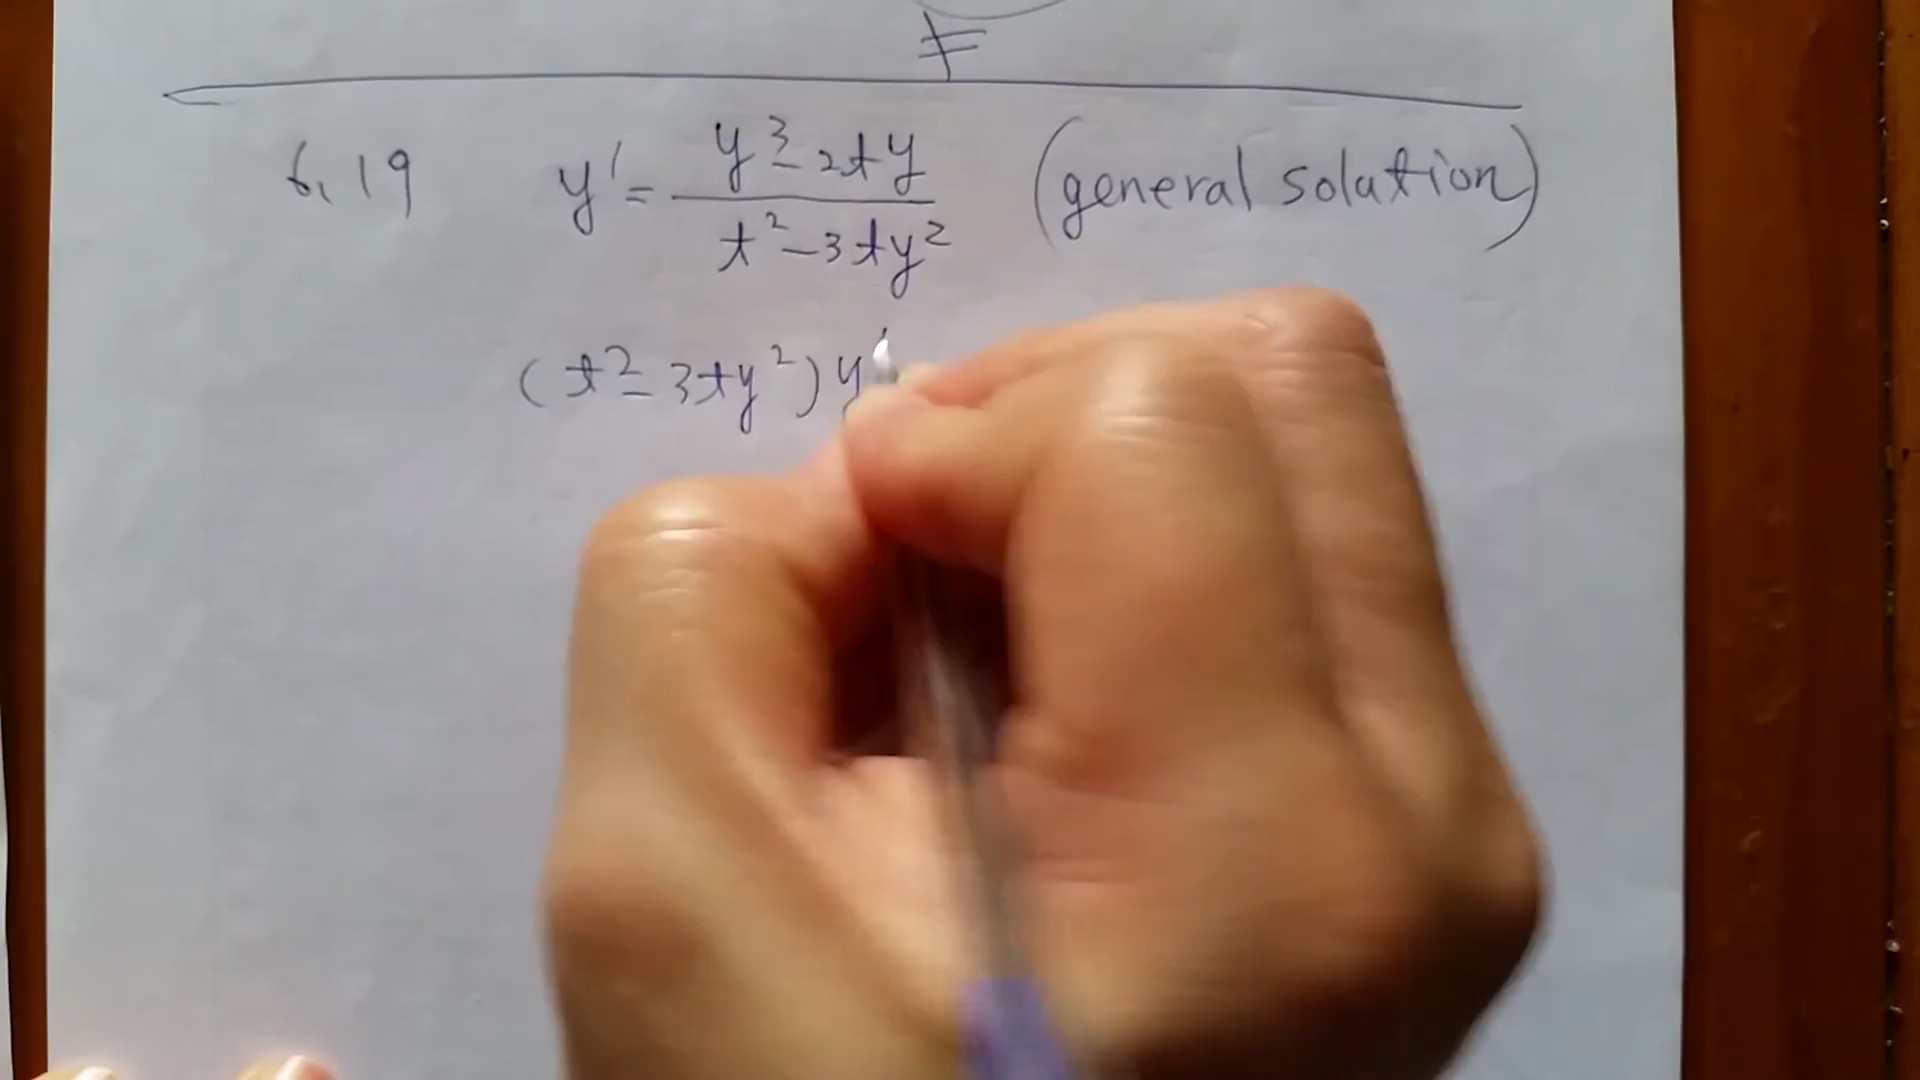 6.19 y' = (y³ - 2ty)/(t² - 3ty²) (general solution)
(t² - 3ty²) y'